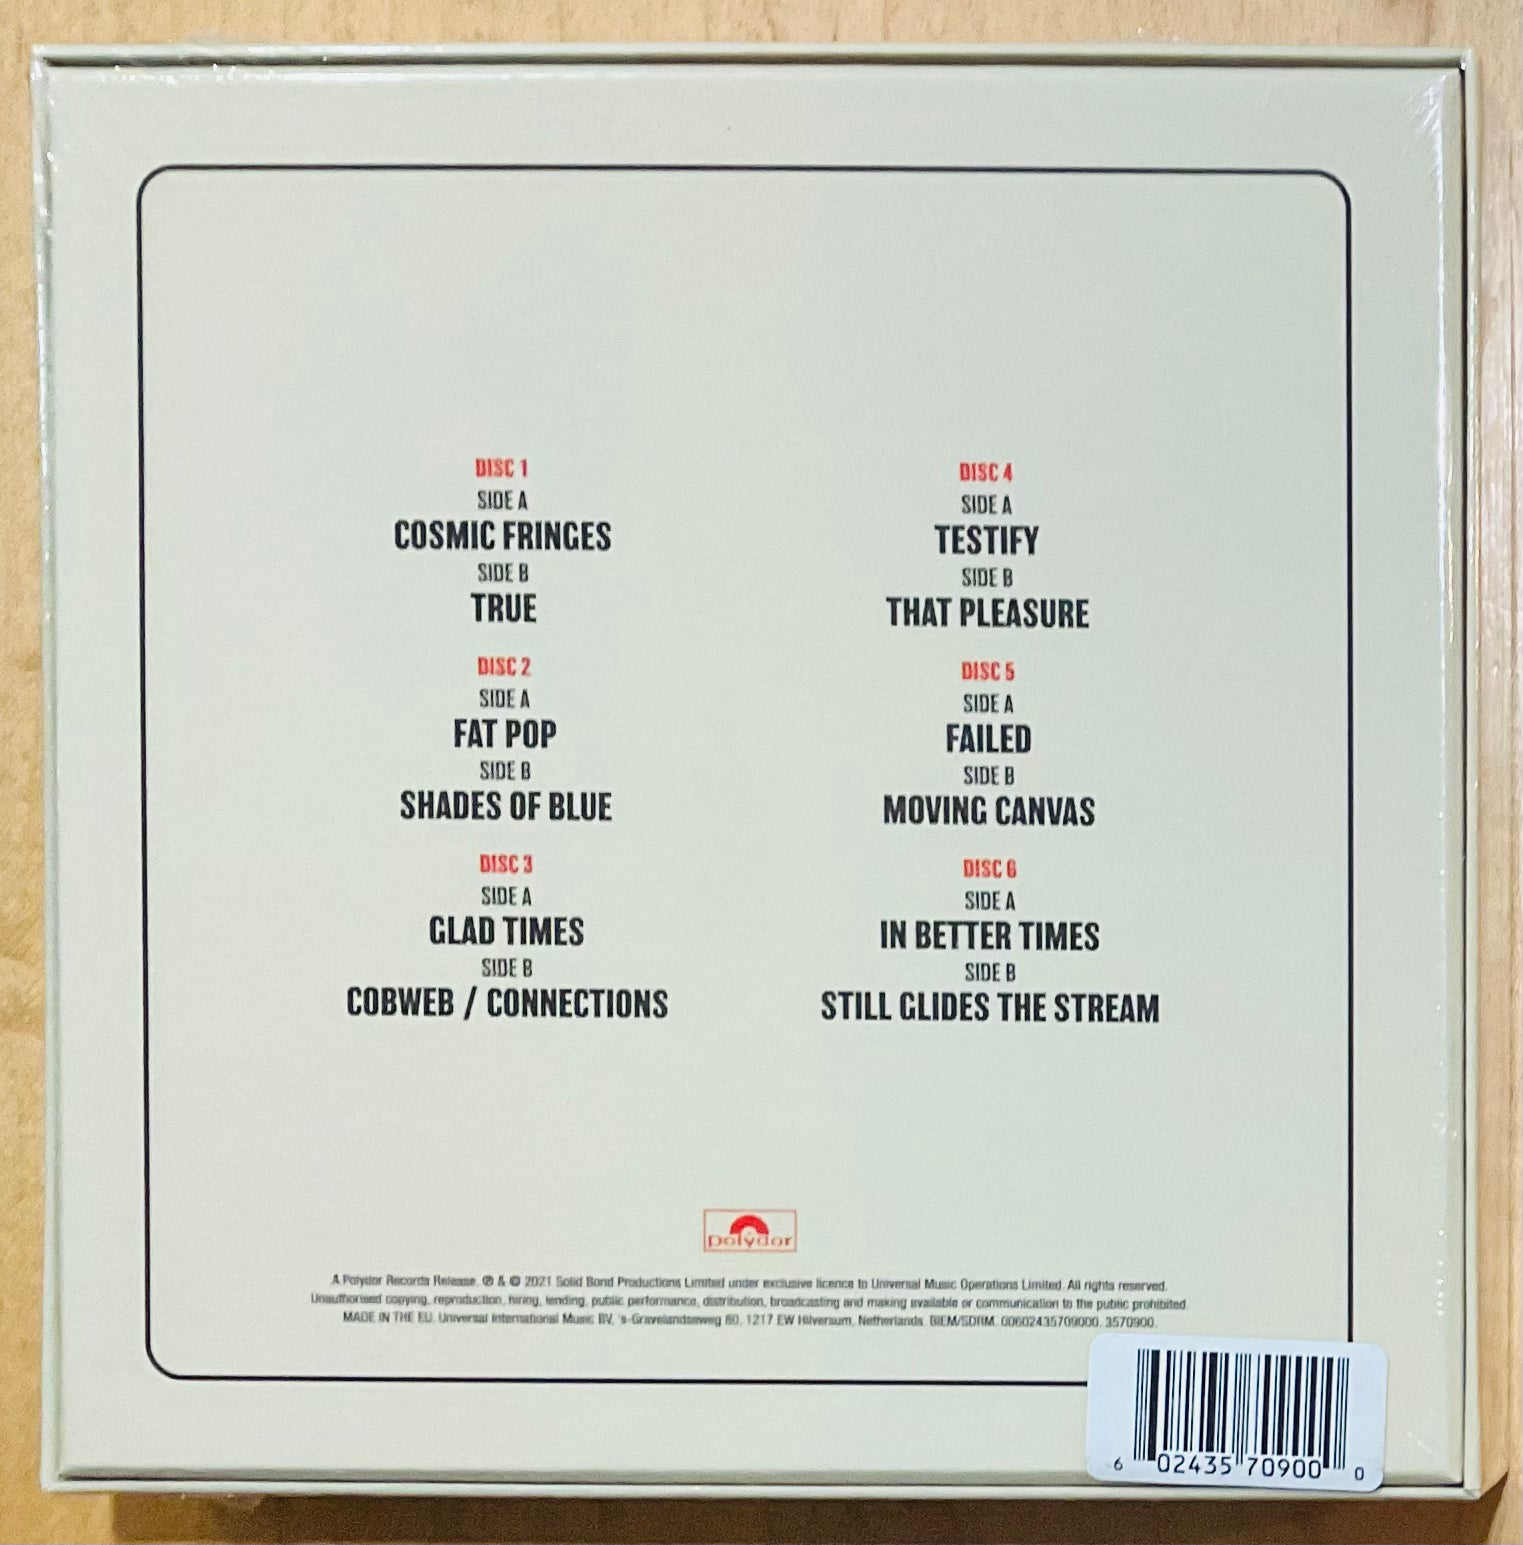 DISC 1
SIDE A
COSMIC FRINGES
SIDE B
TRUE
DISC 2
SIDE A
FAT POP
SIDE B
SHADES OF BLUE
DISC 3
SIDE A
GLAD TIMES
SIDE B
COBWEB / CONNECTIONS
DISC 4
SIDE A
TESTIFY
SIDE B
THAT PLEASURE
DISC 5
SIDE A
FAILED
SIDE B
MOVING CANVAS
DISC 6
SIDE A
IN BETTER TIMES
SIDE B
STILL GLIDES THE STREAM
polydor
A Polydor Records Release. ℗ & © 2021 Solid Bond Productions Limited under exclusive licence to Universal Music Operations Limited. All rights reserved.
Unauthorised copying, reproduction, hiring, lending, public performance, distribution, broadcasting and making available or communication to the public prohibited.
MADE IN THE EU. Universal International Music BV, 's-Gravelandseweg 80, 1217 EW Hilversum, Netherlands. BIEM/SDRM. 00602435709000. 3570900.
6 02435 70900 0